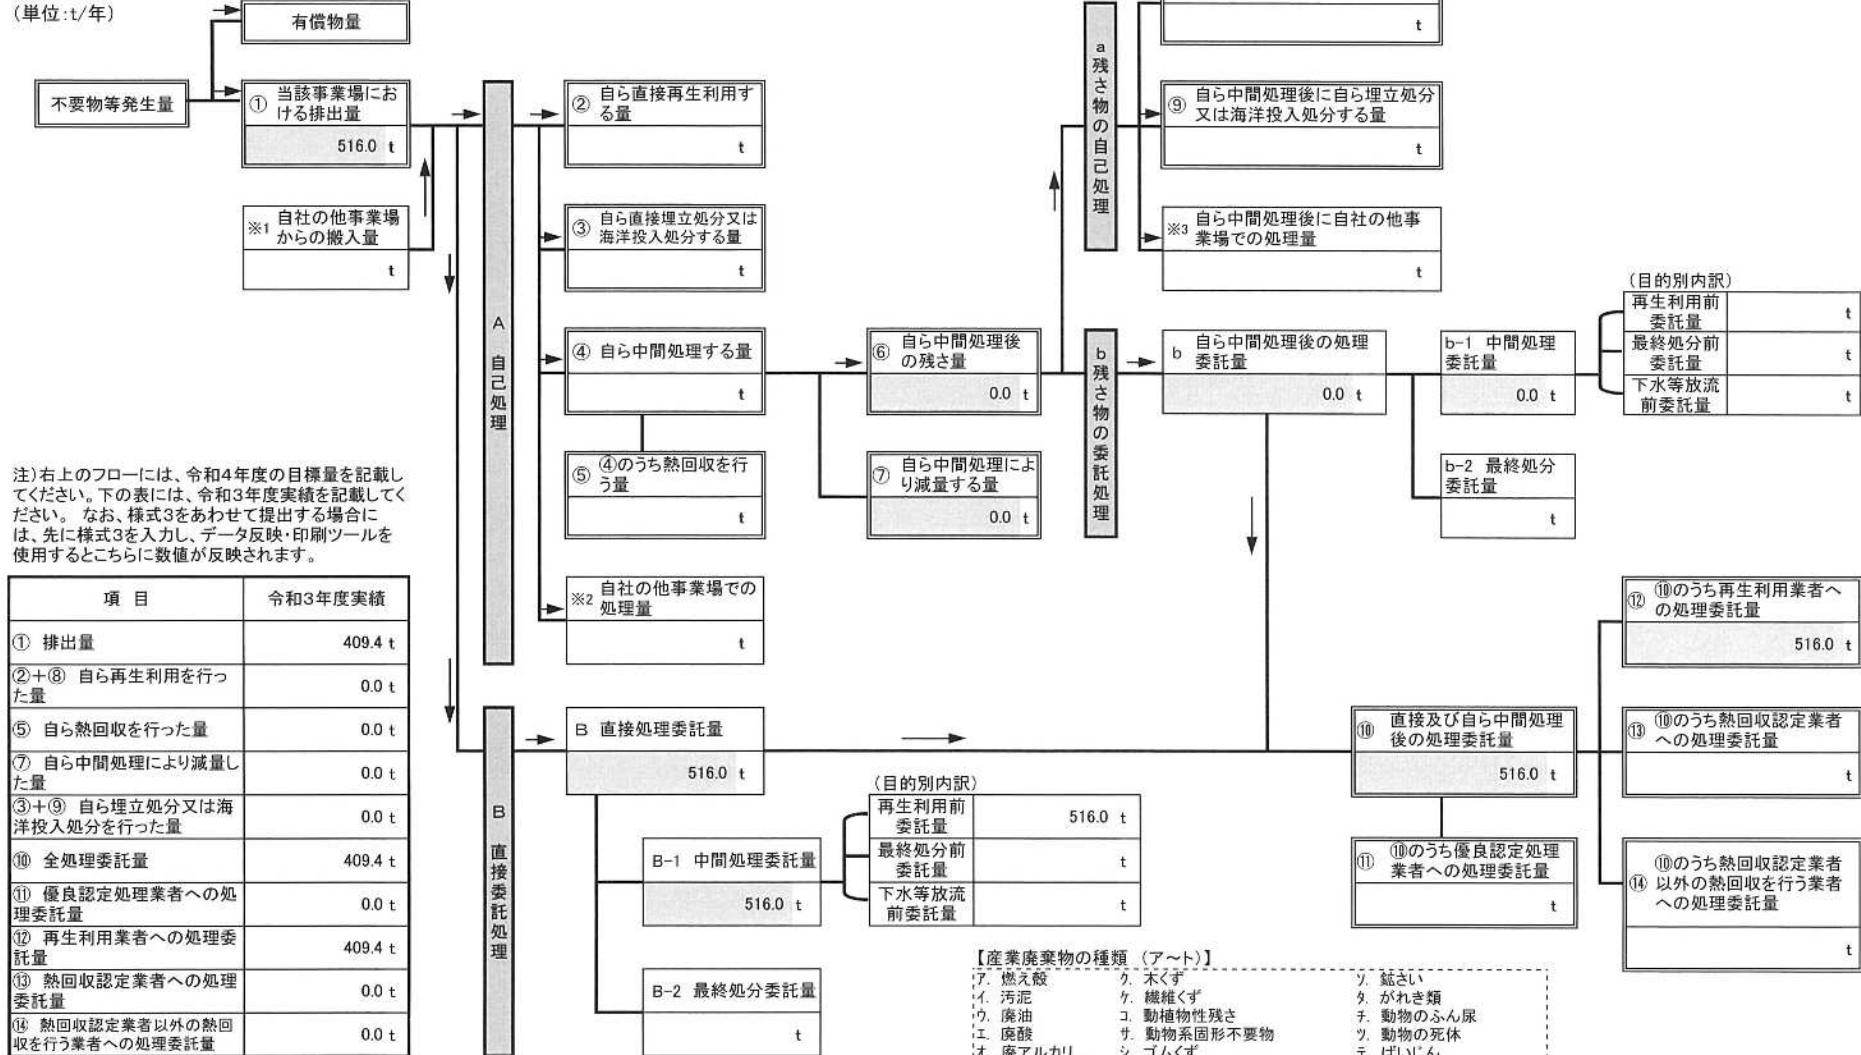 (単位:t/年)
有償物量
不要物等発生量
① 当該事業場にお
ける排出量
516.0 t
※1 自社の他事業場
からの搬入量
t
A 自己処理
② 自ら直接再生利用す
る量
t
③ 自ら直接埋立処分又は
海洋投入処分する量
t
④ 自ら中間処理する量
t
⑤ ④のうち熱回収を行
う量
t
※2 自社の他事業場での
処理量
t
⑥ 自ら中間処理後
の残さ量
0.0 t
⑦ 自ら中間処理によ
り減量する量
0.0 t
a 残さ物の自己処理
t
⑨ 自ら中間処理後に自ら埋立処分
又は海洋投入処分する量
t
※3 自ら中間処理後に自社の他事
業場での処理量
t
b 残さ物の委託処理
b 自ら中間処理後の処理
委託量
0.0 t
b-1 中間処理
委託量
0.0 t
b-2 最終処分
委託量
t
(目的別内訳)
再生利用前
委託量 t
最終処分前
委託量 t
下水等放流
前委託量 t
注)右上のフローには、令和4年度の目標量を記載し
てください。下の表には、令和3年度実績を記載してく
ださい。 なお、様式3をあわせて提出する場合に
は、先に様式3を入力し、データ反映・印刷ツールを
使用するとこちらに数値が反映されます。
項 目 令和3年度実績
① 排出量 409.4 t
②+⑧ 自ら再生利用を行っ
た量 0.0 t
⑤ 自ら熱回収を行った量 0.0 t
⑦ 自ら中間処理により減量し
た量 0.0 t
③+⑨ 自ら埋立処分又は海
洋投入処分を行った量 0.0 t
⑩ 全処理委託量 409.4 t
⑪ 優良認定処理業者への処
理委託量 0.0 t
⑫ 再生利用業者への処理委
託量 409.4 t
⑬ 熱回収認定業者への処理
委託量 0.0 t
⑭ 熱回収認定業者以外の熱回
収を行う業者への処理委託量 0.0 t
B 直接委託処理
B 直接処理委託量
516.0 t
B-1 中間処理委託量
516.0 t
B-2 最終処分委託量
t
(目的別内訳)
再生利用前
委託量 516.0 t
最終処分前
委託量 t
下水等放流
前委託量 t
⑩ 直接及び自ら中間処理
後の処理委託量
516.0 t
⑪ ⑩のうち優良認定処理
業者への処理委託量
t
⑫ ⑩のうち再生利用業者へ
の処理委託量
516.0 t
⑬ ⑩のうち熱回収認定業者
への処理委託量
t
⑭ ⑩のうち熱回収認定業者
以外の熱回収を行う業者
への処理委託量
t
【産業廃棄物の種類 (ア~ト)】
ア. 燃え殻 ク. 木くず ソ. 鉱さい
イ. 汚泥 ケ. 繊維くず タ. がれき類
ウ. 廃油 コ. 動植物性残さ チ. 動物のふん尿
エ. 廃酸 サ. 動物系固形不要物 ツ. 動物の死体
オ. 廃アルカリ シ. ゴムくず テ. ばいじん